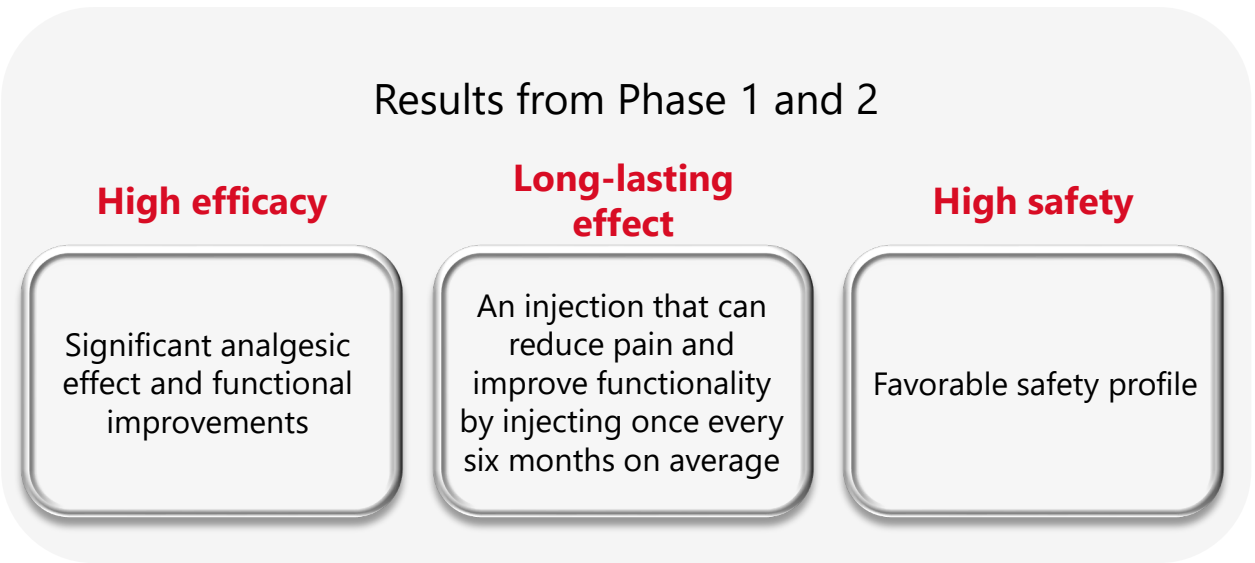 Results from Phase 1 and 2
High efficacy
Significant analgesic
effect and functional
improvements
Long-lasting
effect
An injection that can
reduce pain and
improve functionality
by injecting once every
six months on average
High safety
Favorable safety profile